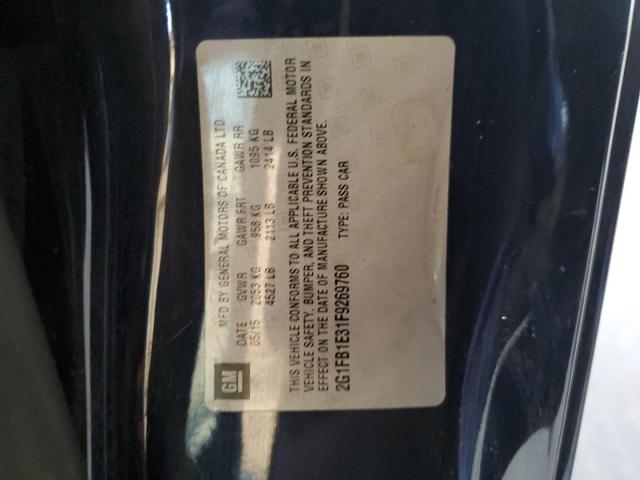 GM
MFD BY GENERAL MOTORS OF CANADA LTD
DATE GVWR GAWR FRT GAWR RR
05/15 2053 KG 958 KG 1095 KG
4527 LB 2113 LB 2414 LB
THIS VEHICLE CONFORMS TO ALL APPLICABLE U.S. FEDERAL MOTOR
VEHICLE SAFETY, BUMPER, AND THEFT PREVENTION STANDARDS IN
EFFECT ON THE DATE OF MANUFACTURE SHOWN ABOVE.
2G1FB1E31F9269760 TYPE: PASS CAR